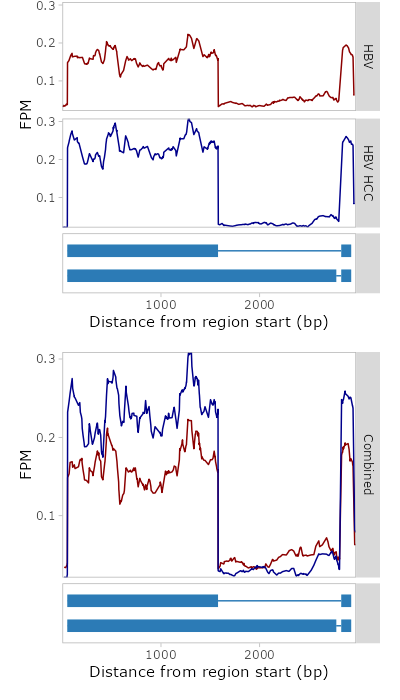 0.3
0.2
0.1
HBV
FPM
0.3
0.2
0.1
HBV HCC
1000
2000
Distance from region start (bp)
0.3
0.2
0.1
FPM
Combined
1000
2000
Distance from region start (bp)